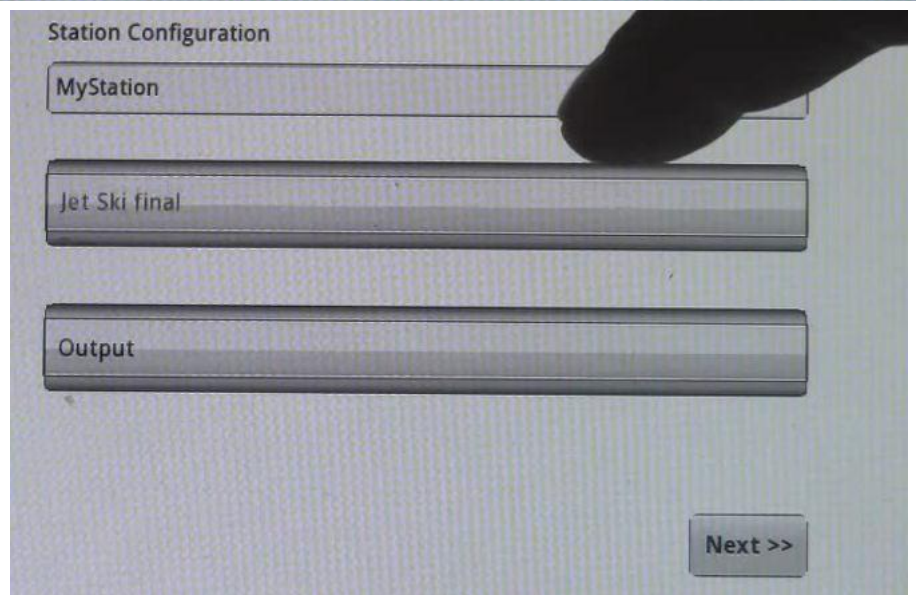 Station Configuration
MyStation
Jet Ski final
Output
Next >>